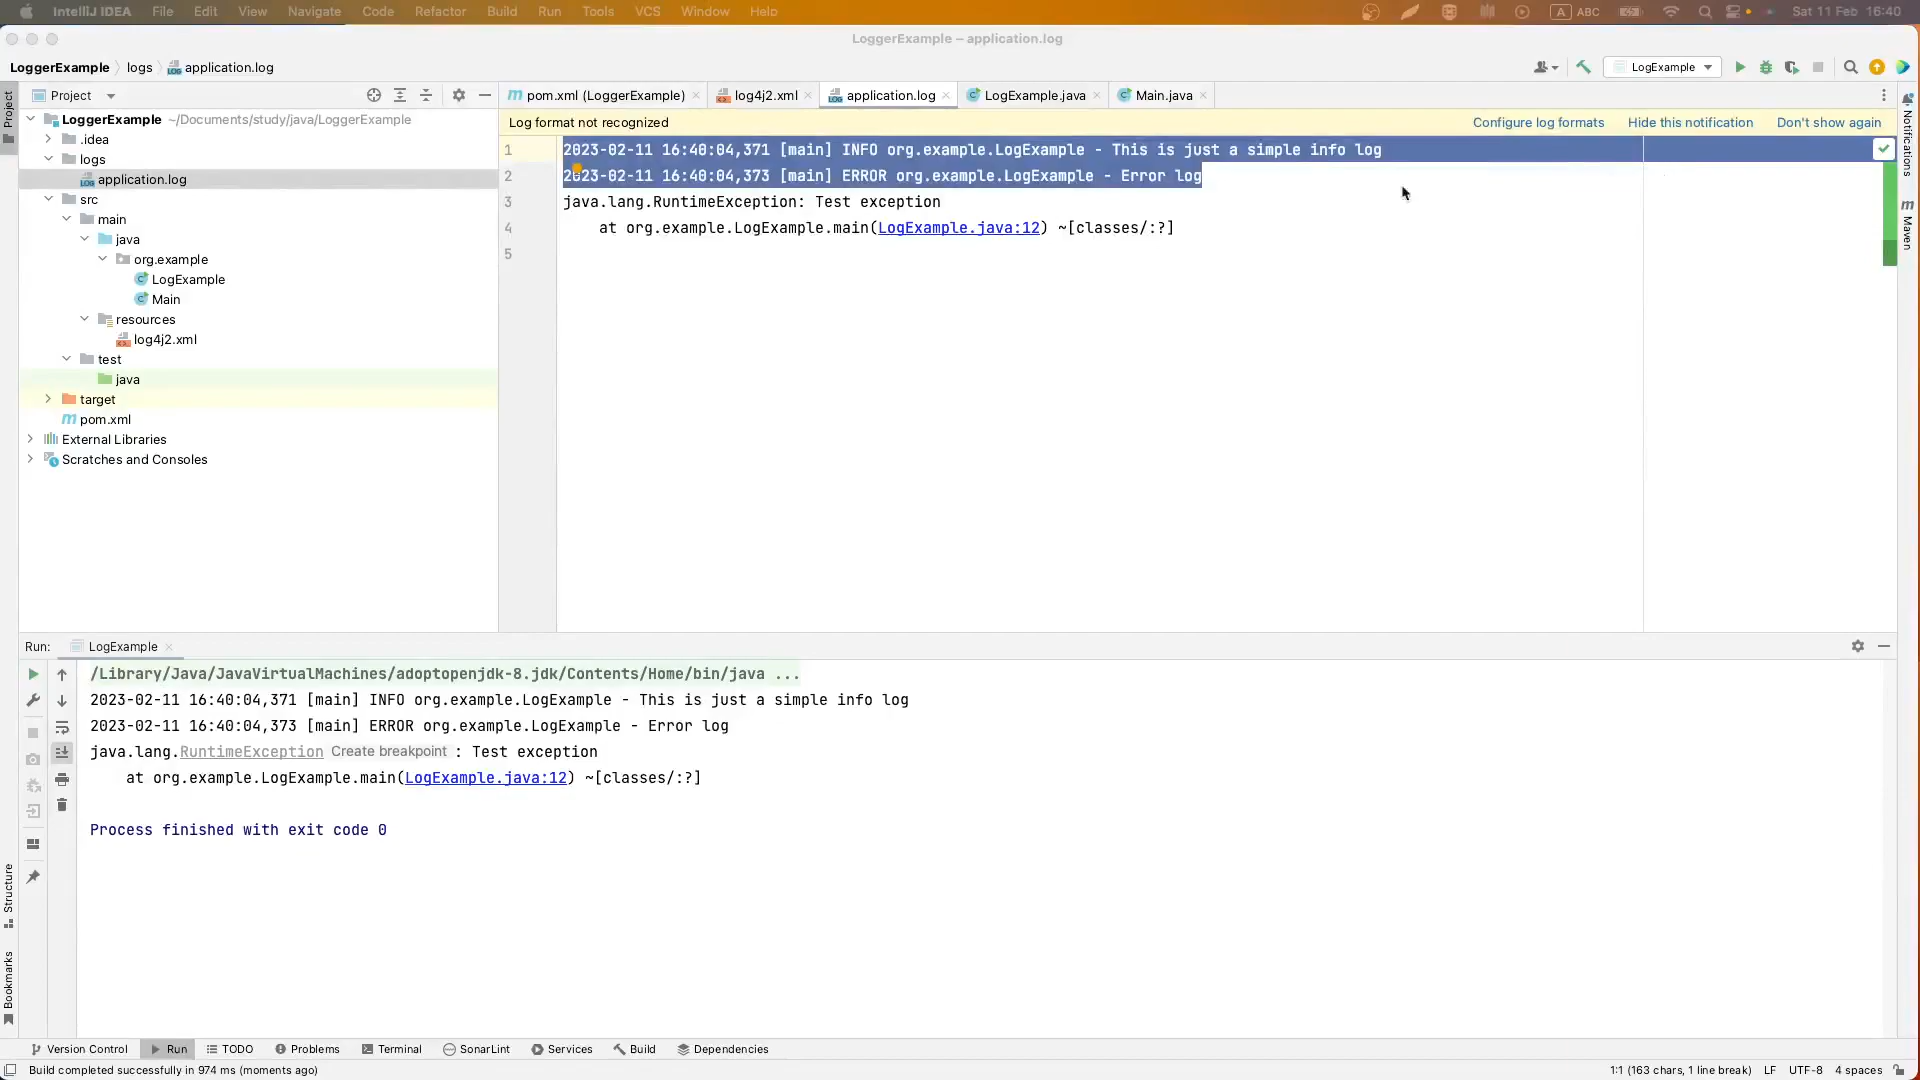 IntelliJ IDEA File Edit View Navigate Code Refactor Build Run Tools VCS Window Help A ABC Sat 11 Feb 16:40
LoggerExample – application.log
LoggerExample logs application.log
LogExample
Project
pom.xml (LoggerExample) log4j2.xml application.log LogExample.java Main.java
Log format not recognized Configure log formats Hide this notification Don't show again
LoggerExample ~/Documents/study/java/LoggerExample
.idea
logs
application.log
src
main
java
org.example
LogExample
Main
resources
log4j2.xml
test
java
target
pom.xml
External Libraries
Scratches and Consoles
1 2023-02-11 16:40:04,371 [main] INFO org.example.LogExample - This is just a simple info log
2 2023-02-11 16:40:04,373 [main] ERROR org.example.LogExample - Error log
3 java.lang.RuntimeException: Test exception
4 at org.example.LogExample.main(LogExample.java:12) ~[classes/:?]
5
Project
Notifications
Maven
Run: LogExample
/Library/Java/JavaVirtualMachines/adoptopenjdk-8.jdk/Contents/Home/bin/java ...
2023-02-11 16:40:04,371 [main] INFO org.example.LogExample - This is just a simple info log
2023-02-11 16:40:04,373 [main] ERROR org.example.LogExample - Error log
java.lang.RuntimeException Create breakpoint : Test exception
at org.example.LogExample.main(LogExample.java:12) ~[classes/:?]
Process finished with exit code 0
Structure
Bookmarks
Version Control Run TODO Problems Terminal SonarLint Services Build Dependencies
Build completed successfully in 974 ms (moments ago) 1:1 (163 chars, 1 line break) LF UTF-8 4 spaces